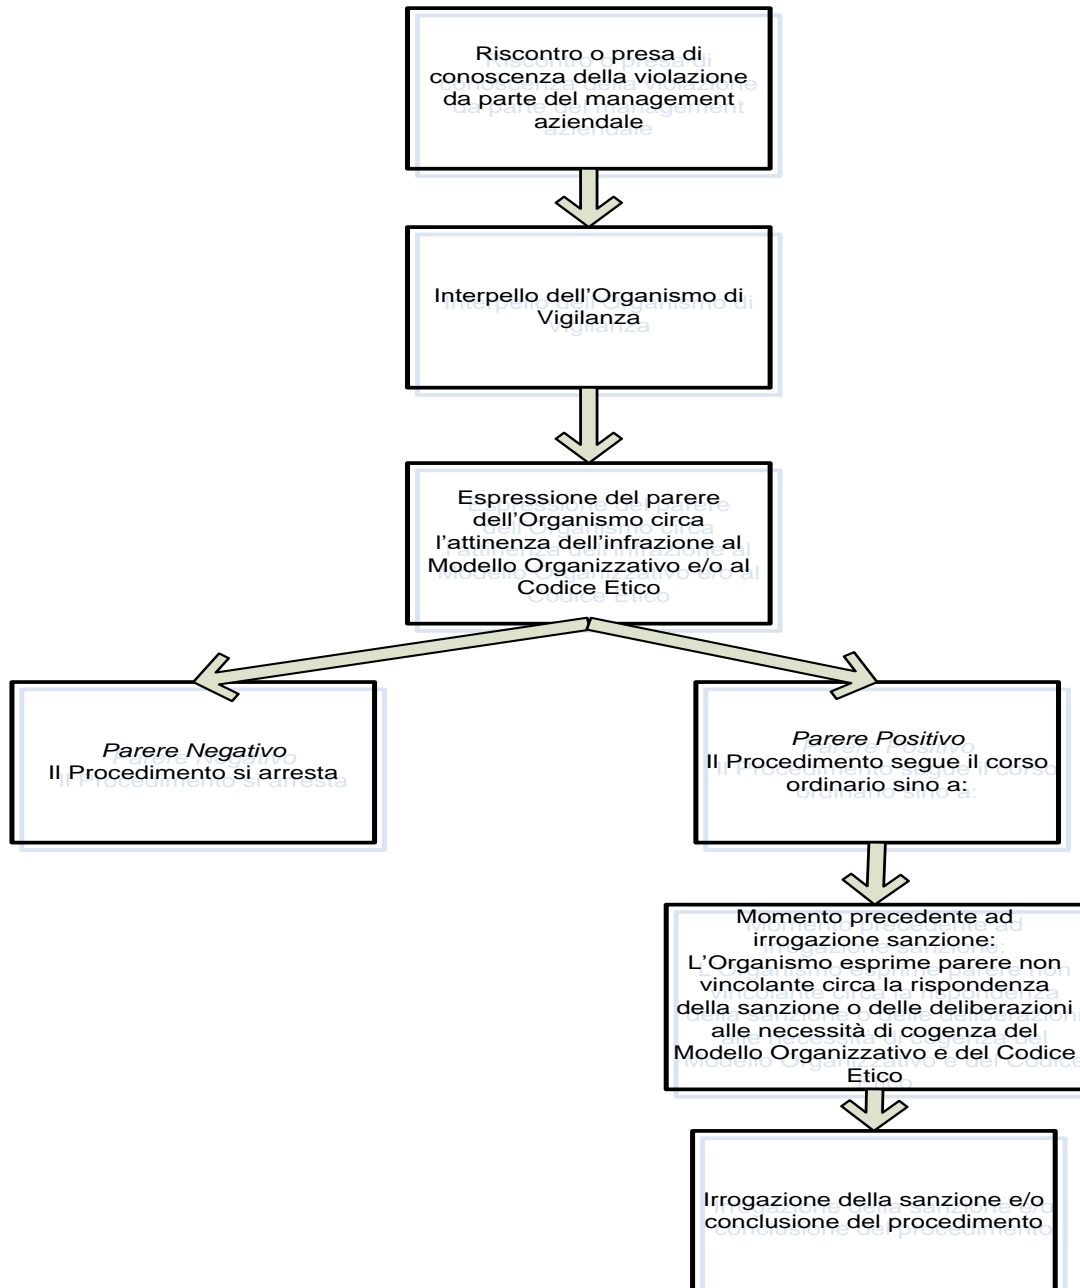 Riscontro o presa di
conoscenza della violazione
da parte del management
aziendale
Interpello dell'Organismo di
Vigilanza
Espressione del parere
dell'Organismo circa
l'attinenza dell'infrazione al
Modello Organizzativo e/o al
Codice Etico
Parere Negativo
Il Procedimento si arresta
Parere Positivo
Il Procedimento segue il corso
ordinario sino a:
Momento precedente ad
irrogazione sanzione:
L'Organismo esprime parere non
vincolante circa la rispondenza
della sanzione o delle deliberazioni
alle necessità di cogenza del
Modello Organizzativo e del Codice
Etico
Irrogazione della sanzione e/o
conclusione del procedimento